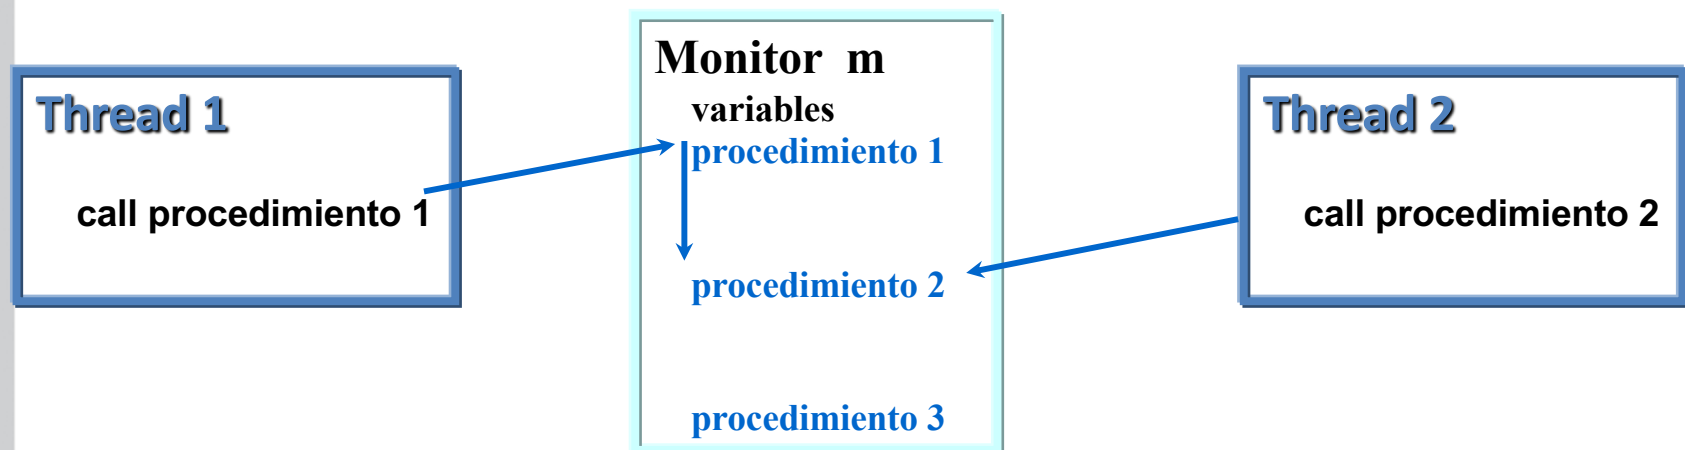 Thread 1
call procedimiento 1
Monitor m
variables
procedimiento 1
procedimiento 2
procedimiento 3
Thread 2
call procedimiento 2